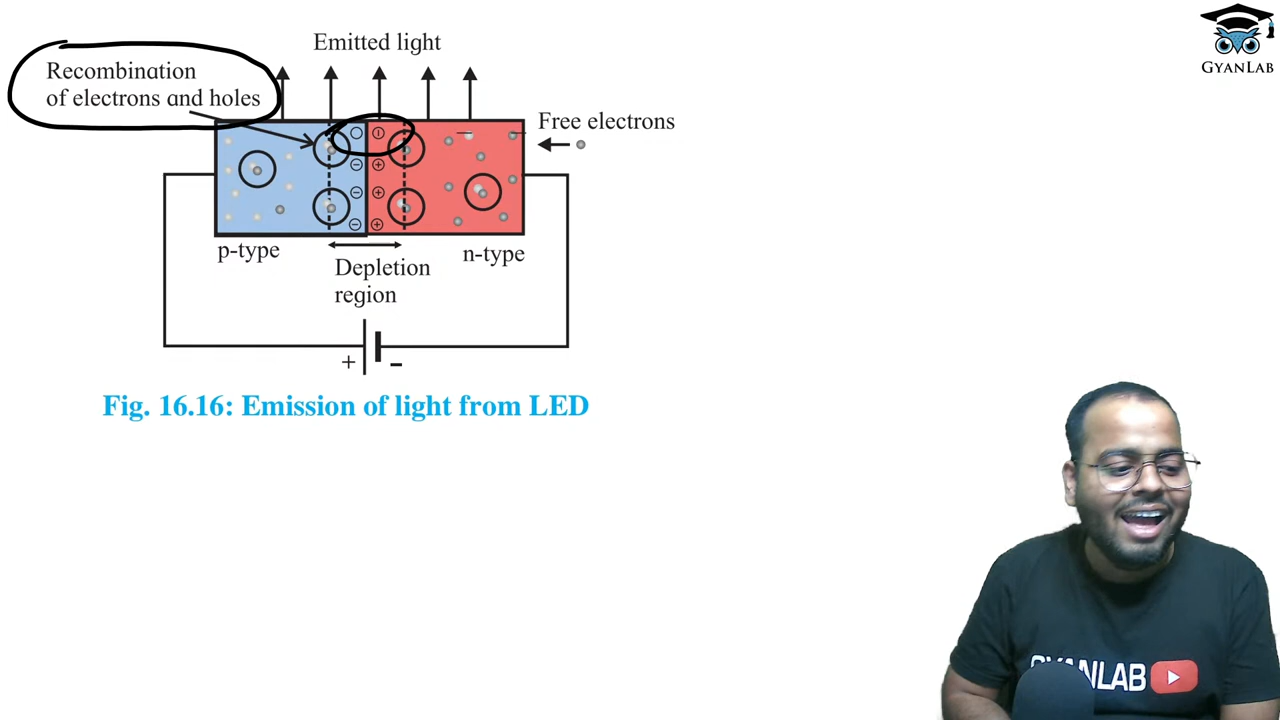 GYANLAB
Emitted light
Recombination
of electrons and holes
Free electrons
p-type
n-type
Depletion
region
+
-
Fig. 16.16: Emission of light from LED
GYANLAB